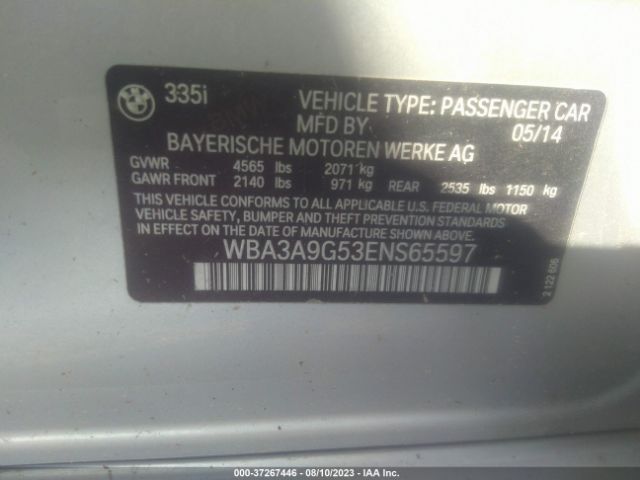 335i VEHICLE TYPE: PASSENGER CAR
MFD BY 05/14
BAYERISCHE MOTOREN WERKE AG
GVWR 4565 lbs 2071 kg
GAWR FRONT 2140 lbs 971 kg REAR 2535 lbs 1150 kg
THIS VEHICLE CONFORMS TO ALL APPLICABLE U.S. FEDERAL MOTOR
VEHICLE SAFETY, BUMPER AND THEFT PREVENTION STANDARDS
IN EFFECT ON THE DATE OF MANUFACTURE SHOWN ABOVE.
WBA3A9G53ENS65597
2 122 606
000-37267446 - 08/10/2023 - IAA Inc.